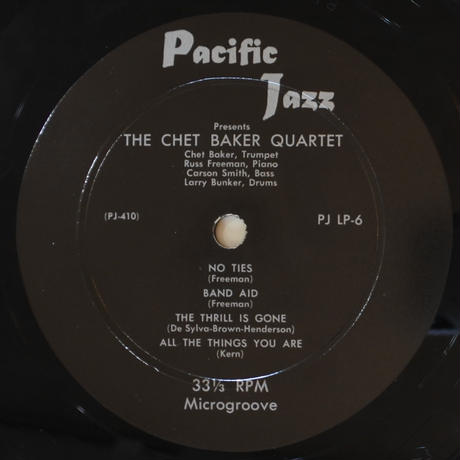 Pacific
Jazz
Presents
THE CHET BAKER QUARTET
Chet Baker, Trumpet
Russ Freeman, Piano
Carson Smith, Bass
Larry Bunker, Drums
(PJ-410) PJ LP-6
NO TIES
(Freeman)
BAND AID
(Freeman)
THE THRILL IS GONE
(De Sylva-Brown-Henderson)
ALL THE THINGS YOU ARE
(Kern)
33⅓ RPM
Microgroove